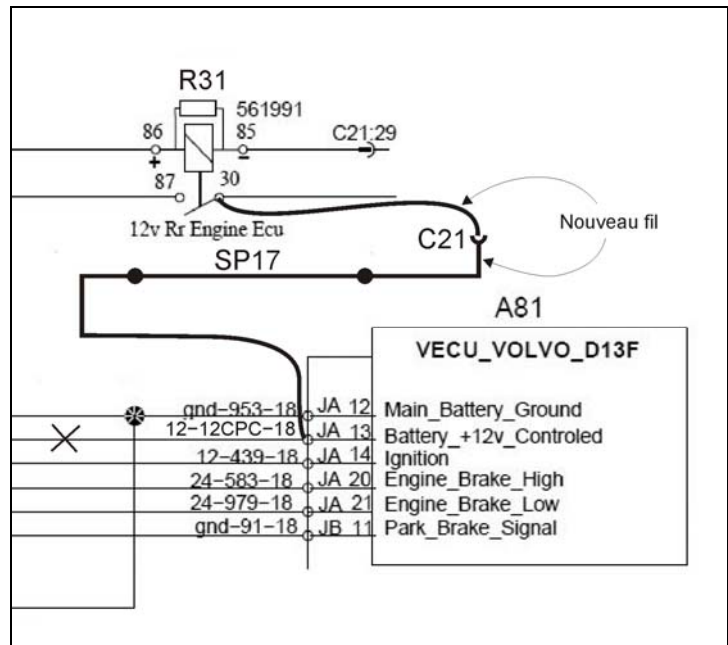 R31
561991
86
85
C21:29
+
-
87
30
12v Rr Engine Ecu
Nouveau fil
C21
SP17
A81
VECU_VOLVO_D13F
gnd-953-18 JA 12 Main_Battery_Ground
12-12CPC-18 JA 13 Battery_+12v_Controled
12-439-18 JA 14 Ignition
24-583-18 JA 20 Engine_Brake_High
24-979-18 JA 21 Engine_Brake_Low
gnd-91-18 JB 11 Park_Brake_Signal